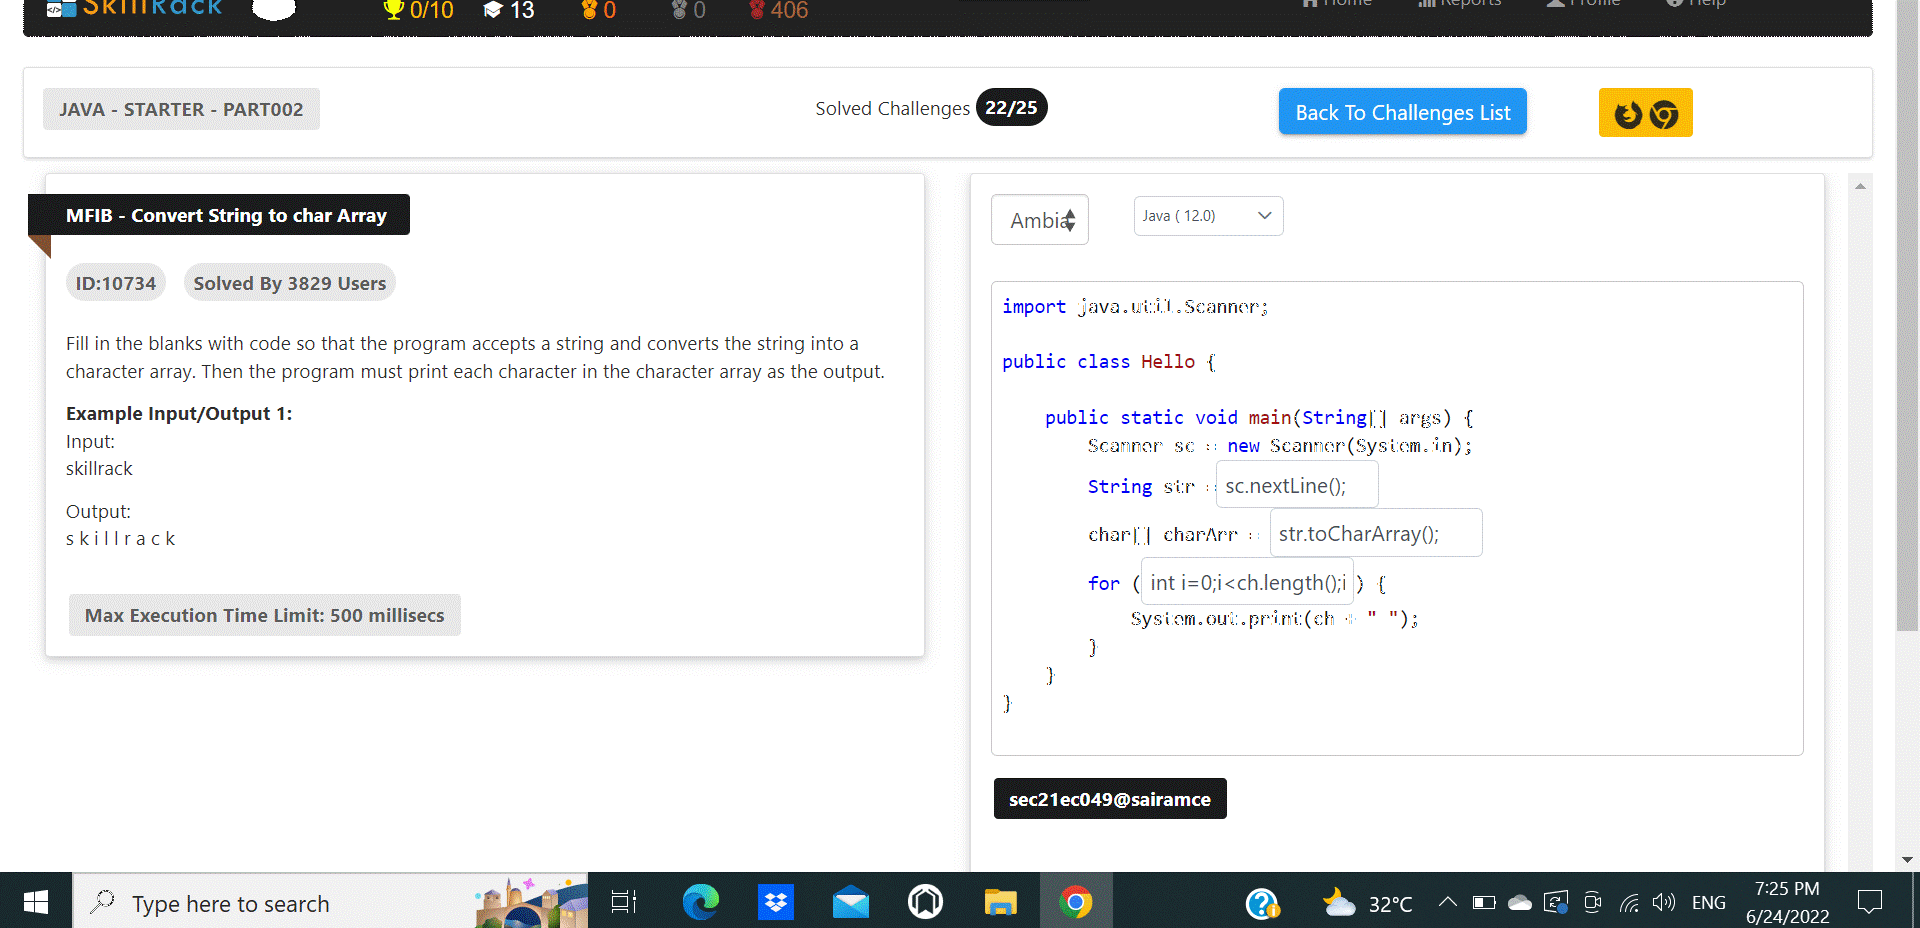 SkillRack 0/10 13 0 0 406 Home Reports Profile Help
JAVA - STARTER - PART002
Solved Challenges 22/25
Back To Challenges List
MFIB - Convert String to char Array
ID:10734 Solved By 3829 Users
Fill in the blanks with code so that the program accepts a string and converts the string into a
character array. Then the program must print each character in the character array as the output.
Example Input/Output 1:
Input:
skillrack
Output:
s k i l l r a c k
Max Execution Time Limit: 500 millisecs
Ambia
Java ( 12.0)
import java.util.Scanner;
public class Hello {
public static void main(String[] args) {
Scanner sc = new Scanner(System.in);
String str = sc.nextLine();
char[] charArr = str.toCharArray();
for ( int i=0;i<ch.length();i ) {
System.out.print(ch + " ");
}
}
}
sec21ec049@sairamce
Type here to search
32°C
ENG
7:25 PM
6/24/2022